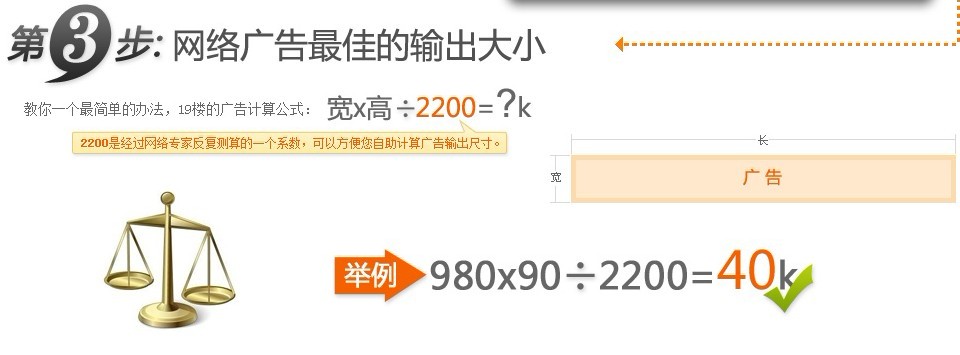 第3步: 网络广告最佳的输出大小
教你一个最简单的办法，19楼的广告计算公式： 宽x高÷2200=?k
2200是经过网络专家反复测算的一个系数，可以方便您自助计算广告输出尺寸。
长
宽
广告
举例 980x90÷2200=40k